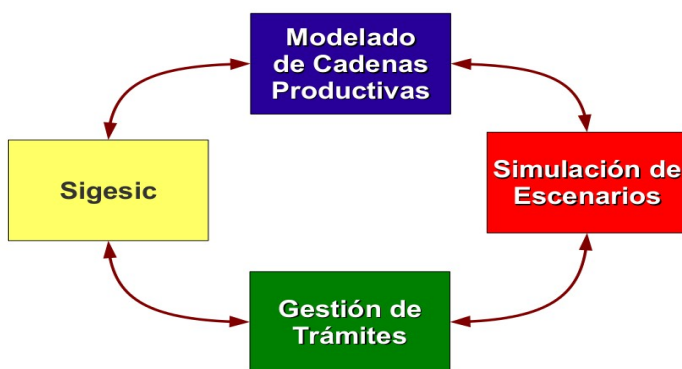 Modelado
de Cadenas
Productivas
Sigesic
Simulación de
Escenarios
Gestión de
Trámites